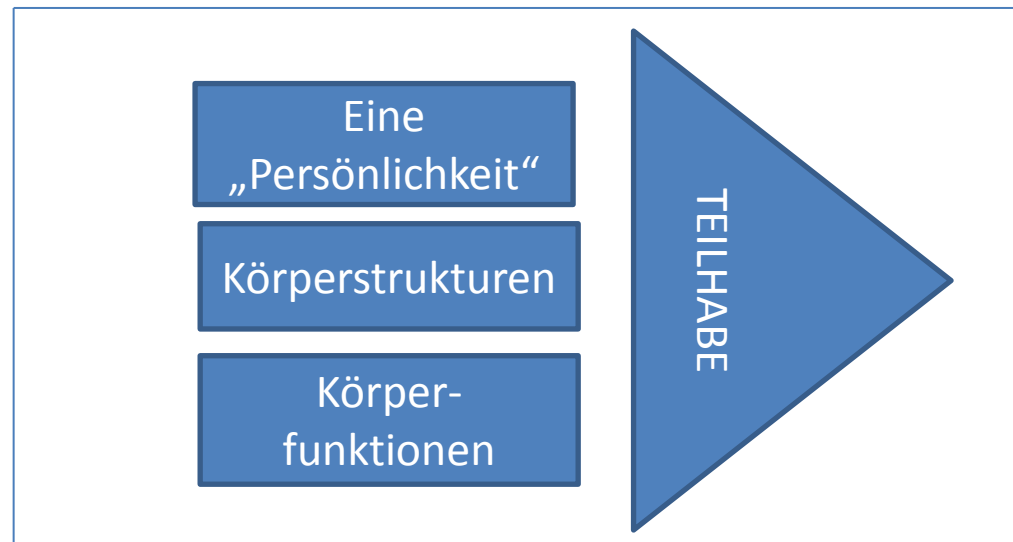 Eine
„Persönlichkeit“
Körperstrukturen
Körper-
funktionen
TEILHABE